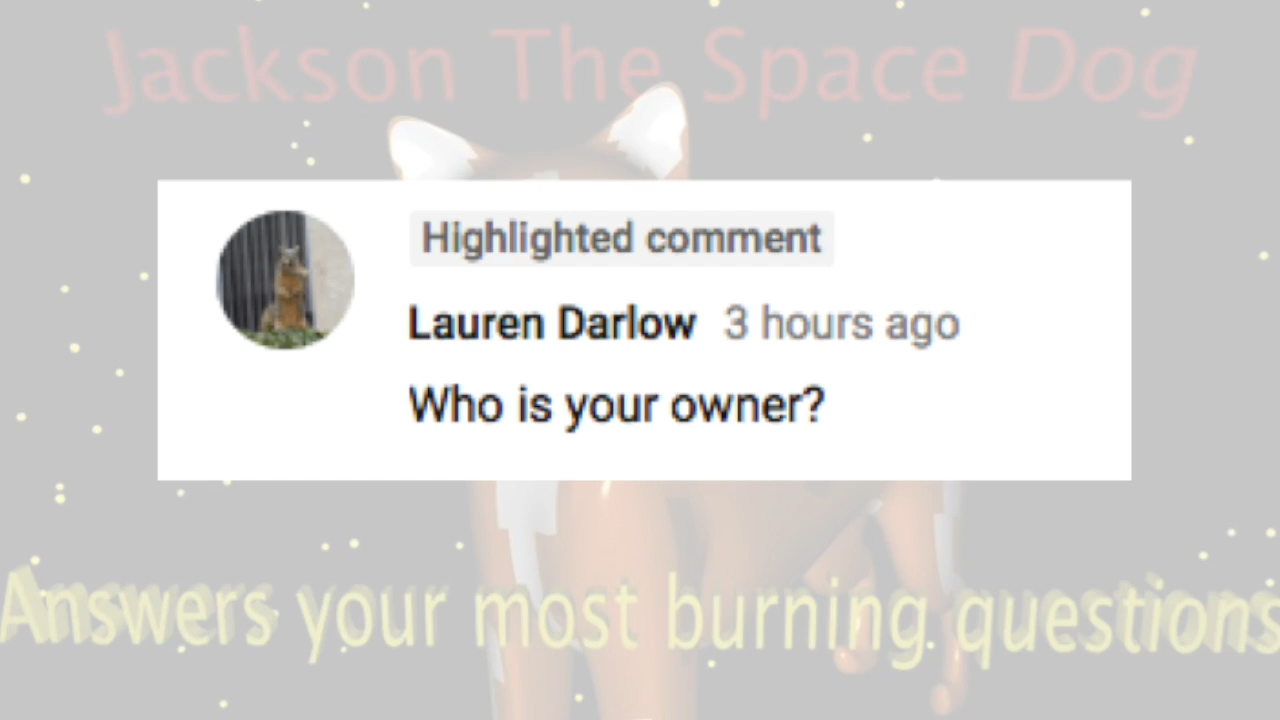 Jackson The Space Dog
Highlighted comment
Lauren Darlow 3 hours ago
Who is your owner?
Answers your most burning questions